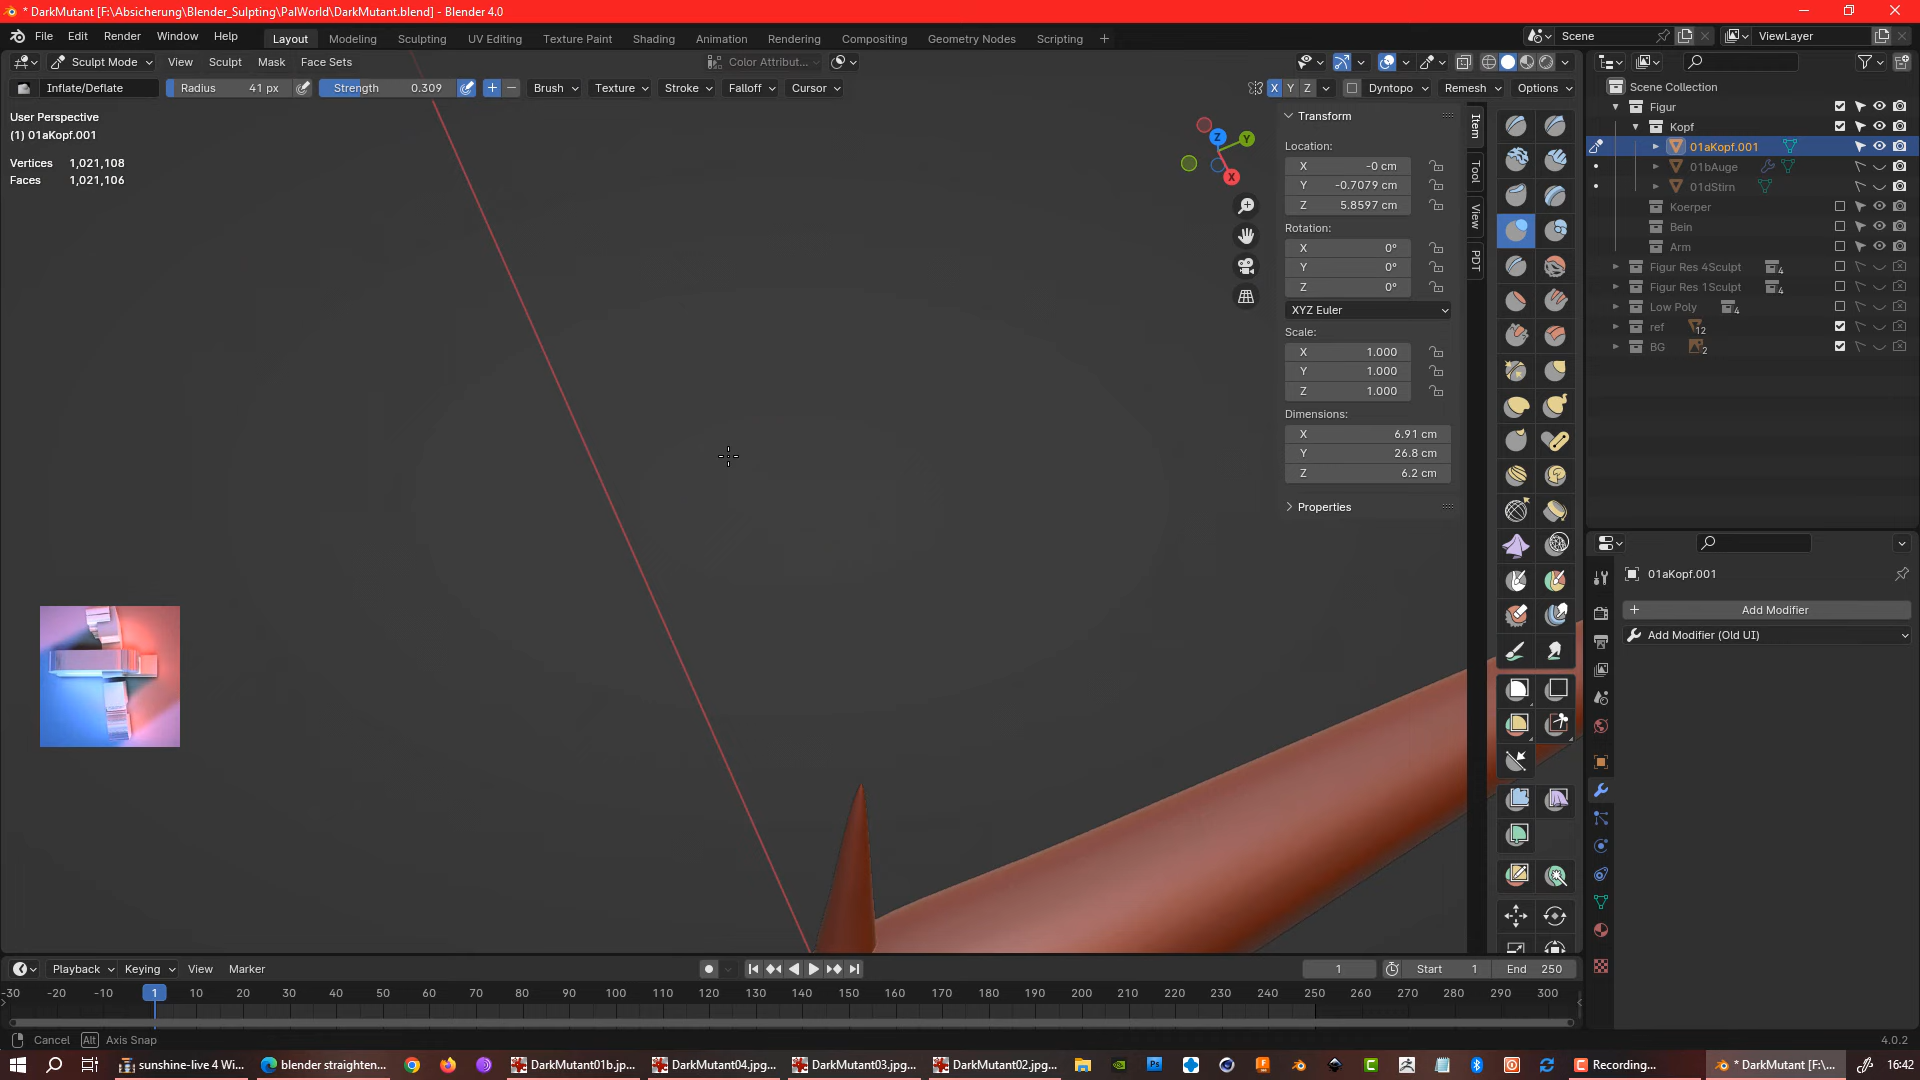 * DarkMutant [F:\Absicherung\Blender_Sulpting\PalWorld\DarkMutant.blend] - Blender 4.0
File Edit Render Window Help Layout Modeling Sculpting UV Editing Texture Paint Shading Animation Rendering Compositing Geometry Nodes Scripting + Scene ViewLayer
Sculpt Mode View Sculpt Mask Face Sets Color Attribut...
Inflate/Deflate Radius 41 px Strength 0.309 + − Brush Texture Stroke Falloff Cursor X Y Z Dyntopo Remesh Options
User Perspective
(1) 01aKopf.001
Vertices 1,021,108
Faces 1,021,106
Z Y X
Transform
Location:
X -0 cm
Y -0.7079 cm
Z 5.8597 cm
Rotation:
X 0°
Y 0°
Z 0°
XYZ Euler
Scale:
X 1.000
Y 1.000
Z 1.000
Dimensions:
X 6.91 cm
Y 26.8 cm
Z 6.2 cm
Properties
Item
Tool
View
PDT
Scene Collection
Figur
Kopf
01aKopf.001
01bAuge
01dStirn
Koerper
Bein
Arm
Figur Res 4Sculpt 4
Figur Res 1Sculpt 4
Low Poly 4
ref 12
BG 2
01aKopf.001
+ Add Modifier
Add Modifier (Old UI)
Playback Keying View Marker 1 Start 1 End 250
-30 -20 -10 1 10 20 30 40 50 60 70 80 90 100 110 120 130 140 150 160 170 180 190 200 210 220 230 240 250 260 270 280 290 300
Cancel Alt Axis Snap 4.0.2
sunshine-live 4 Wi... blender straighten... DarkMutant01b.jp... DarkMutant04.jpg... DarkMutant03.jpg... DarkMutant02.jpg... Ps Recording... * DarkMutant [F:\... 16:42